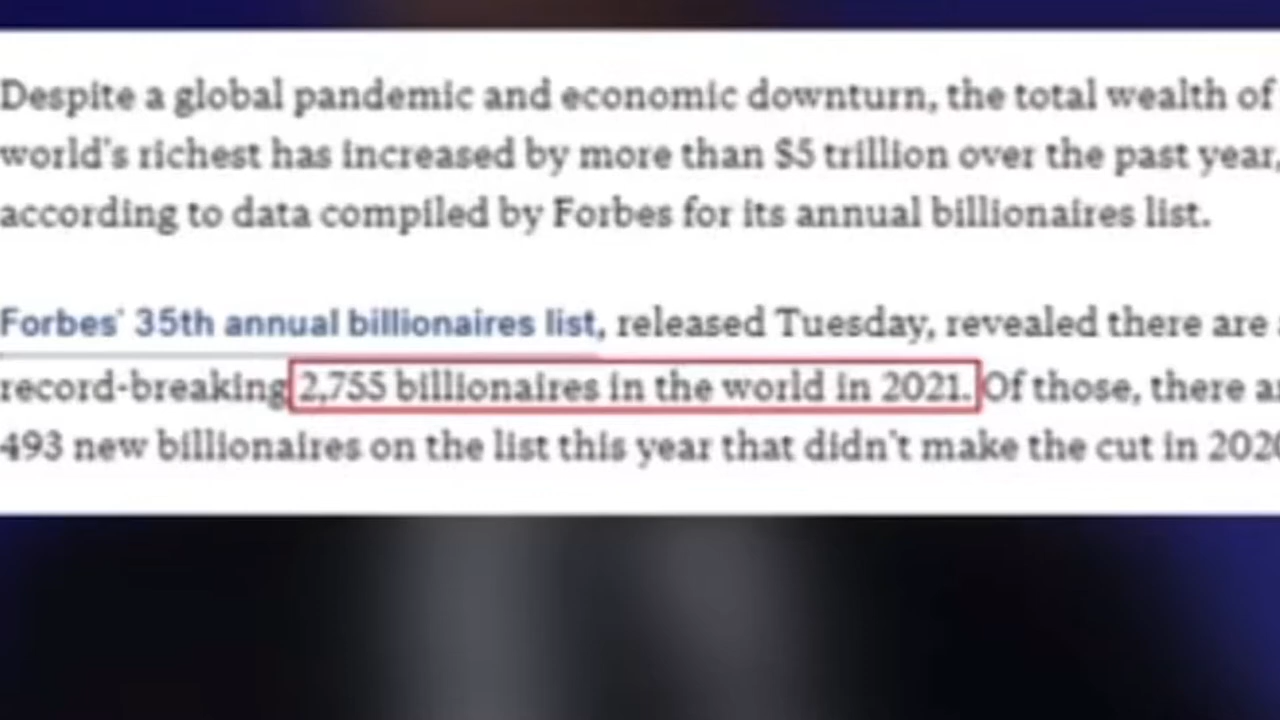 Despite a global pandemic and economic downturn, the total wealth of
world's richest has increased by more than $5 trillion over the past year,
according to data compiled by Forbes for its annual billionaires list.
Forbes' 35th annual billionaires list, released Tuesday, revealed there are
record-breaking 2,755 billionaires in the world in 2021. Of those, there
493 new billionaires on the list this year that didn't make the cut in